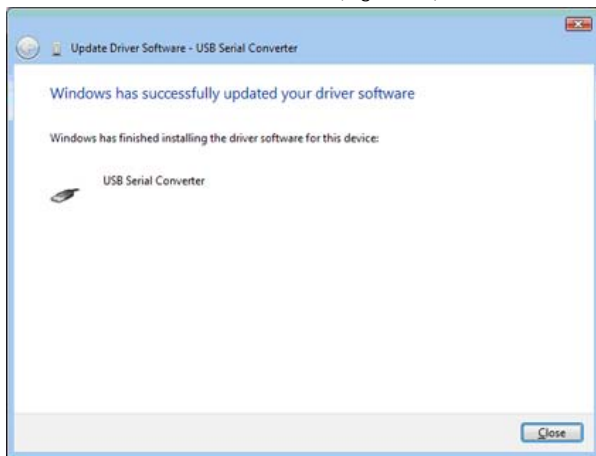 Update Driver Software - USB Serial Converter
Windows has successfully updated your driver software
Windows has finished installing the driver software for this device:
USB Serial Converter
Close